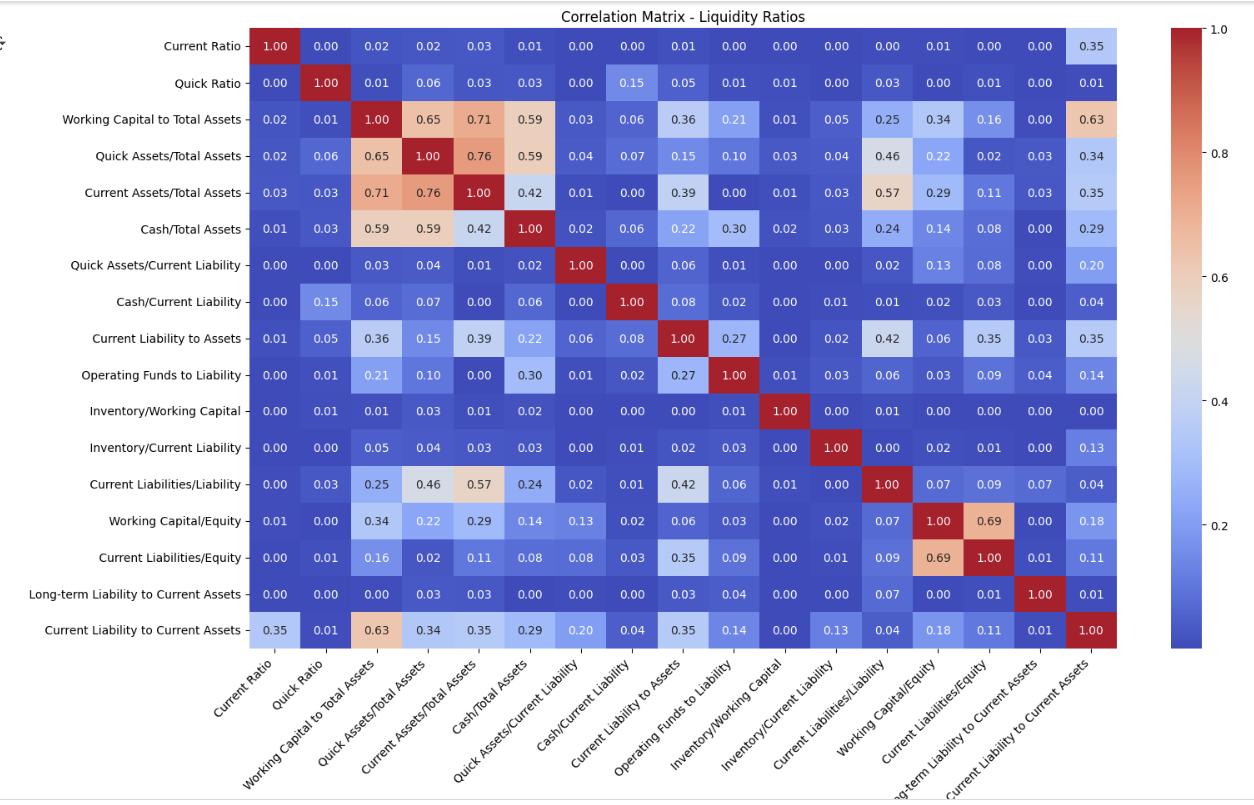 Correlation Matrix - Liquidity Ratios
Current Ratio 1.00 0.00 0.02 0.02 0.03 0.01 0.00 0.00 0.01 0.00 0.00 0.00 0.00 0.01 0.00 0.00 0.35
Quick Ratio 0.00 1.00 0.01 0.06 0.03 0.03 0.00 0.15 0.05 0.01 0.01 0.00 0.03 0.00 0.01 0.00 0.01
Working Capital to Total Assets 0.02 0.01 1.00 0.65 0.71 0.59 0.03 0.06 0.36 0.21 0.01 0.05 0.25 0.34 0.16 0.00 0.63
Quick Assets/Total Assets 0.02 0.06 0.65 1.00 0.76 0.59 0.04 0.07 0.15 0.10 0.03 0.04 0.46 0.22 0.02 0.03 0.34
Current Assets/Total Assets 0.03 0.03 0.71 0.76 1.00 0.42 0.01 0.00 0.39 0.00 0.01 0.03 0.57 0.29 0.11 0.03 0.35
Cash/Total Assets 0.01 0.03 0.59 0.59 0.42 1.00 0.02 0.06 0.22 0.30 0.02 0.03 0.24 0.14 0.08 0.00 0.29
Quick Assets/Current Liability 0.00 0.00 0.03 0.04 0.01 0.02 1.00 0.00 0.06 0.01 0.00 0.00 0.02 0.13 0.08 0.00 0.20
Cash/Current Liability 0.00 0.15 0.06 0.07 0.00 0.06 0.00 1.00 0.08 0.02 0.00 0.01 0.01 0.02 0.03 0.00 0.04
Current Liability to Assets 0.01 0.05 0.36 0.15 0.39 0.22 0.06 0.08 1.00 0.27 0.00 0.02 0.42 0.06 0.35 0.03 0.35
Operating Funds to Liability 0.00 0.01 0.21 0.10 0.00 0.30 0.01 0.02 0.27 1.00 0.01 0.03 0.06 0.03 0.09 0.04 0.14
Inventory/Working Capital 0.00 0.01 0.01 0.03 0.01 0.02 0.00 0.00 0.00 0.01 1.00 0.00 0.01 0.00 0.00 0.00 0.00
Inventory/Current Liability 0.00 0.00 0.05 0.04 0.03 0.03 0.00 0.01 0.02 0.03 0.00 1.00 0.00 0.02 0.01 0.00 0.13
Current Liabilities/Liability 0.00 0.03 0.25 0.46 0.57 0.24 0.02 0.01 0.42 0.06 0.01 0.00 1.00 0.07 0.09 0.07 0.04
Working Capital/Equity 0.01 0.00 0.34 0.22 0.29 0.14 0.13 0.02 0.06 0.03 0.00 0.02 0.07 1.00 0.69 0.00 0.18
Current Liabilities/Equity 0.00 0.01 0.16 0.02 0.11 0.08 0.08 0.03 0.35 0.09 0.00 0.01 0.09 0.69 1.00 0.01 0.11
Long-term Liability to Current Assets 0.00 0.00 0.00 0.03 0.03 0.00 0.00 0.00 0.03 0.04 0.00 0.00 0.07 0.00 0.01 1.00 0.01
Current Liability to Current Assets 0.35 0.01 0.63 0.34 0.35 0.29 0.20 0.04 0.35 0.14 0.00 0.13 0.04 0.18 0.11 0.01 1.00
Current Ratio
Quick Ratio
Working Capital to Total Assets
Quick Assets/Total Assets
Current Assets/Total Assets
Cash/Total Assets
Quick Assets/Current Liability
Cash/Current Liability
Current Liability to Assets
Operating Funds to Liability
Inventory/Working Capital
Inventory/Current Liability
Current Liabilities/Liability
Working Capital/Equity
Current Liabilities/Equity
ng-term Liability to Current Assets
Current Liability to Current Assets
1.0
0.8
0.6
0.4
0.2